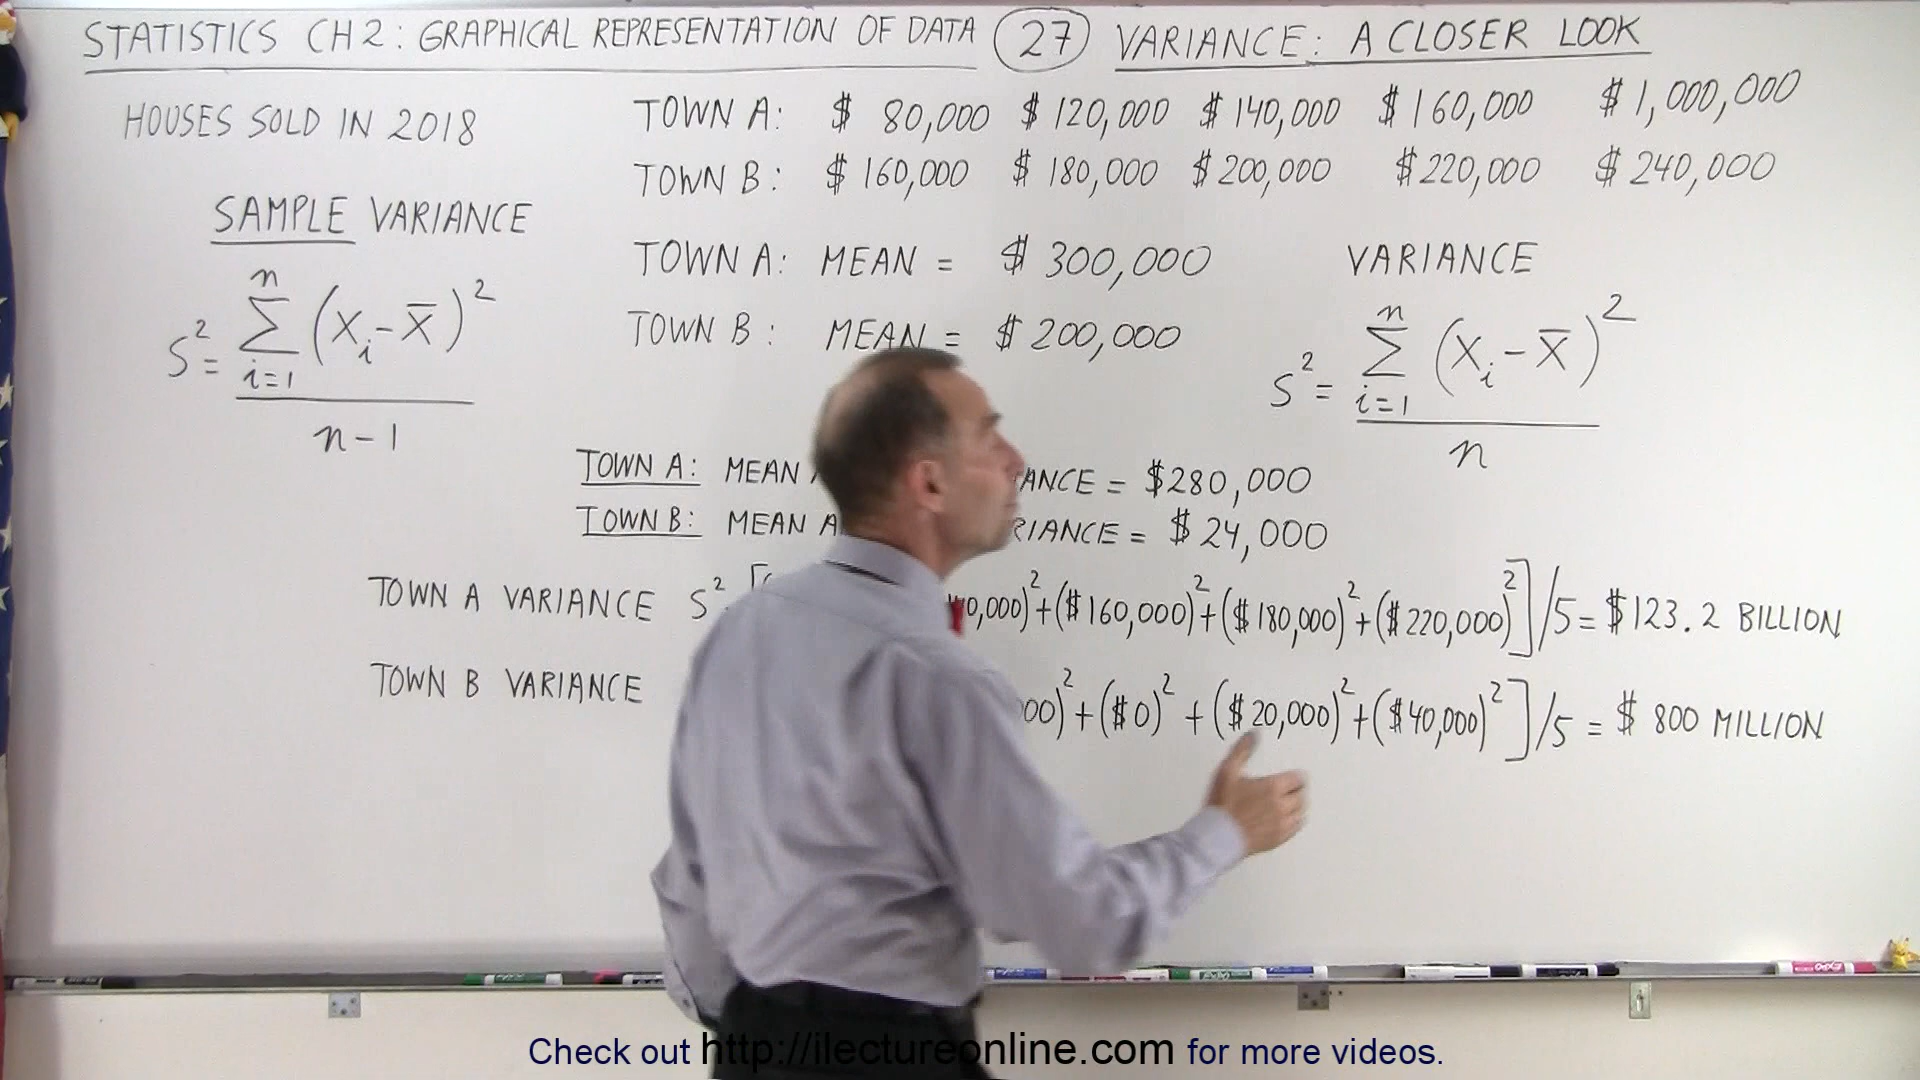 STATISTICS CH2: GRAPHICAL REPRESENTATION OF DATA 27 VARIANCE: A CLOSER LOOK
HOUSES SOLD IN 2018
TOWN A: $ 80,000 $ 120,000 $ 140,000 $ 160,000 $ 1,000,000
TOWN B: $ 160,000 $ 180,000 $ 200,000 $ 220,000 $ 240,000
SAMPLE VARIANCE
S² = n Σ i=1 (Xi - X̄)² / n-1
TOWN A: MEAN = $ 300,000
TOWN B: MEAN = $ 200,000
VARIANCE
S² = n Σ i=1 (Xi - X̄)² / n
TOWN A: MEAN = $280,000
TOWN B: MEAN = $ 24,000
TOWN A VARIANCE S² [ 0,000)² + ($ 160,000)² + ($ 180,000)² + ($ 220,000)² ] /5 = $ 123.2 BILLION
TOWN B VARIANCE 00)² + ($ 0)² + ($ 20,000)² + ($ 40,000)² ] /5 = $ 800 MILLION
Check out http://ilectureonline.com for more videos.